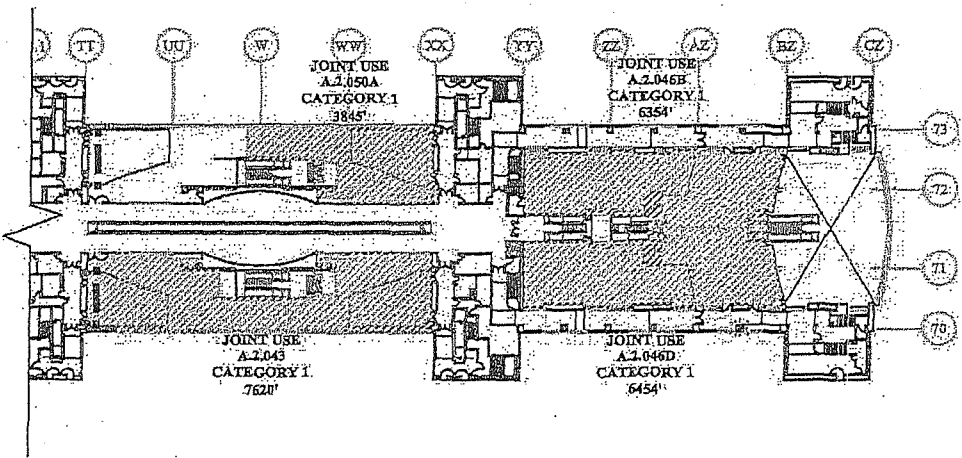 TT UU W WW XX YY ZZ AZ BZ CZ
JOINT USE
A.2.050A
CATEGORY 1
3845'
JOINT USE
A.2.046B
CATEGORY 1
6354'
73
72
71
70
JOINT USE
A.2.043
CATEGORY 1.
7620'
JOINT USE
A.2.046D
CATEGORY 1
6454'